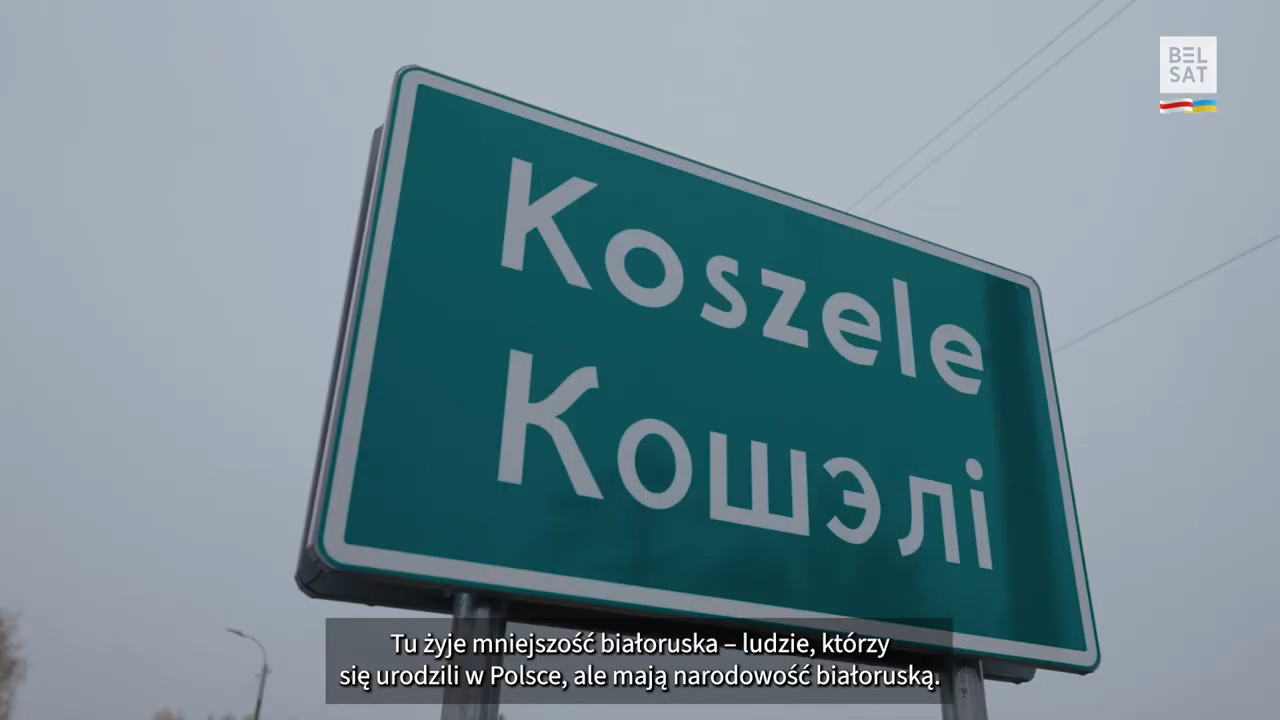 BEL
SAT
Koszele
Кошэлі
Tu żyje mniejszość białoruska – ludzie, którzy
się urodzili w Polsce, ale mają narodowość białoruską.